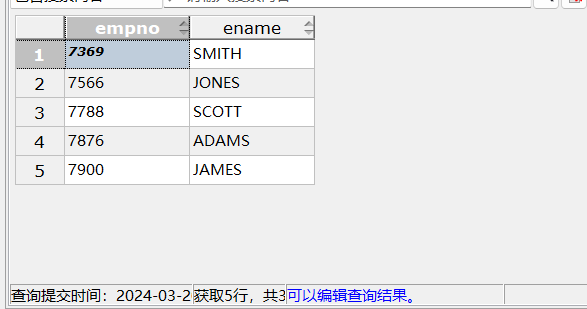 empno ename
1 7369 SMITH
2 7566 JONES
3 7788 SCOTT
4 7876 ADAMS
5 7900 JAMES
查询提交时间：2024-03-2 获取5行，共3 可以编辑查询结果。